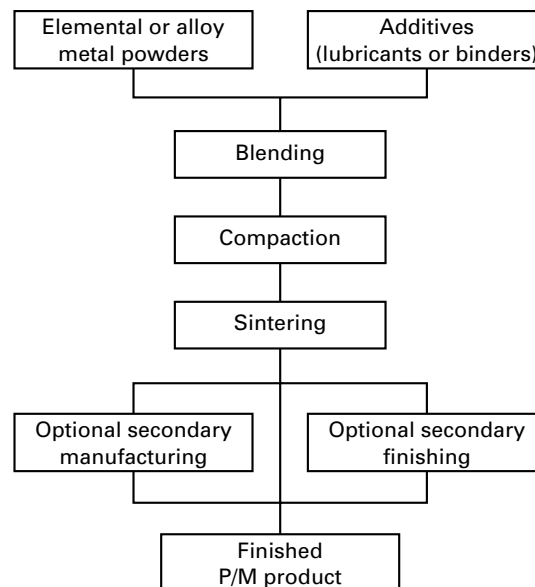 Elemental or alloy
metal powders
Additives
(lubricants or binders)
Blending
Compaction
Sintering
Optional secondary
manufacturing
Optional secondary
finishing
Finished
P/M product